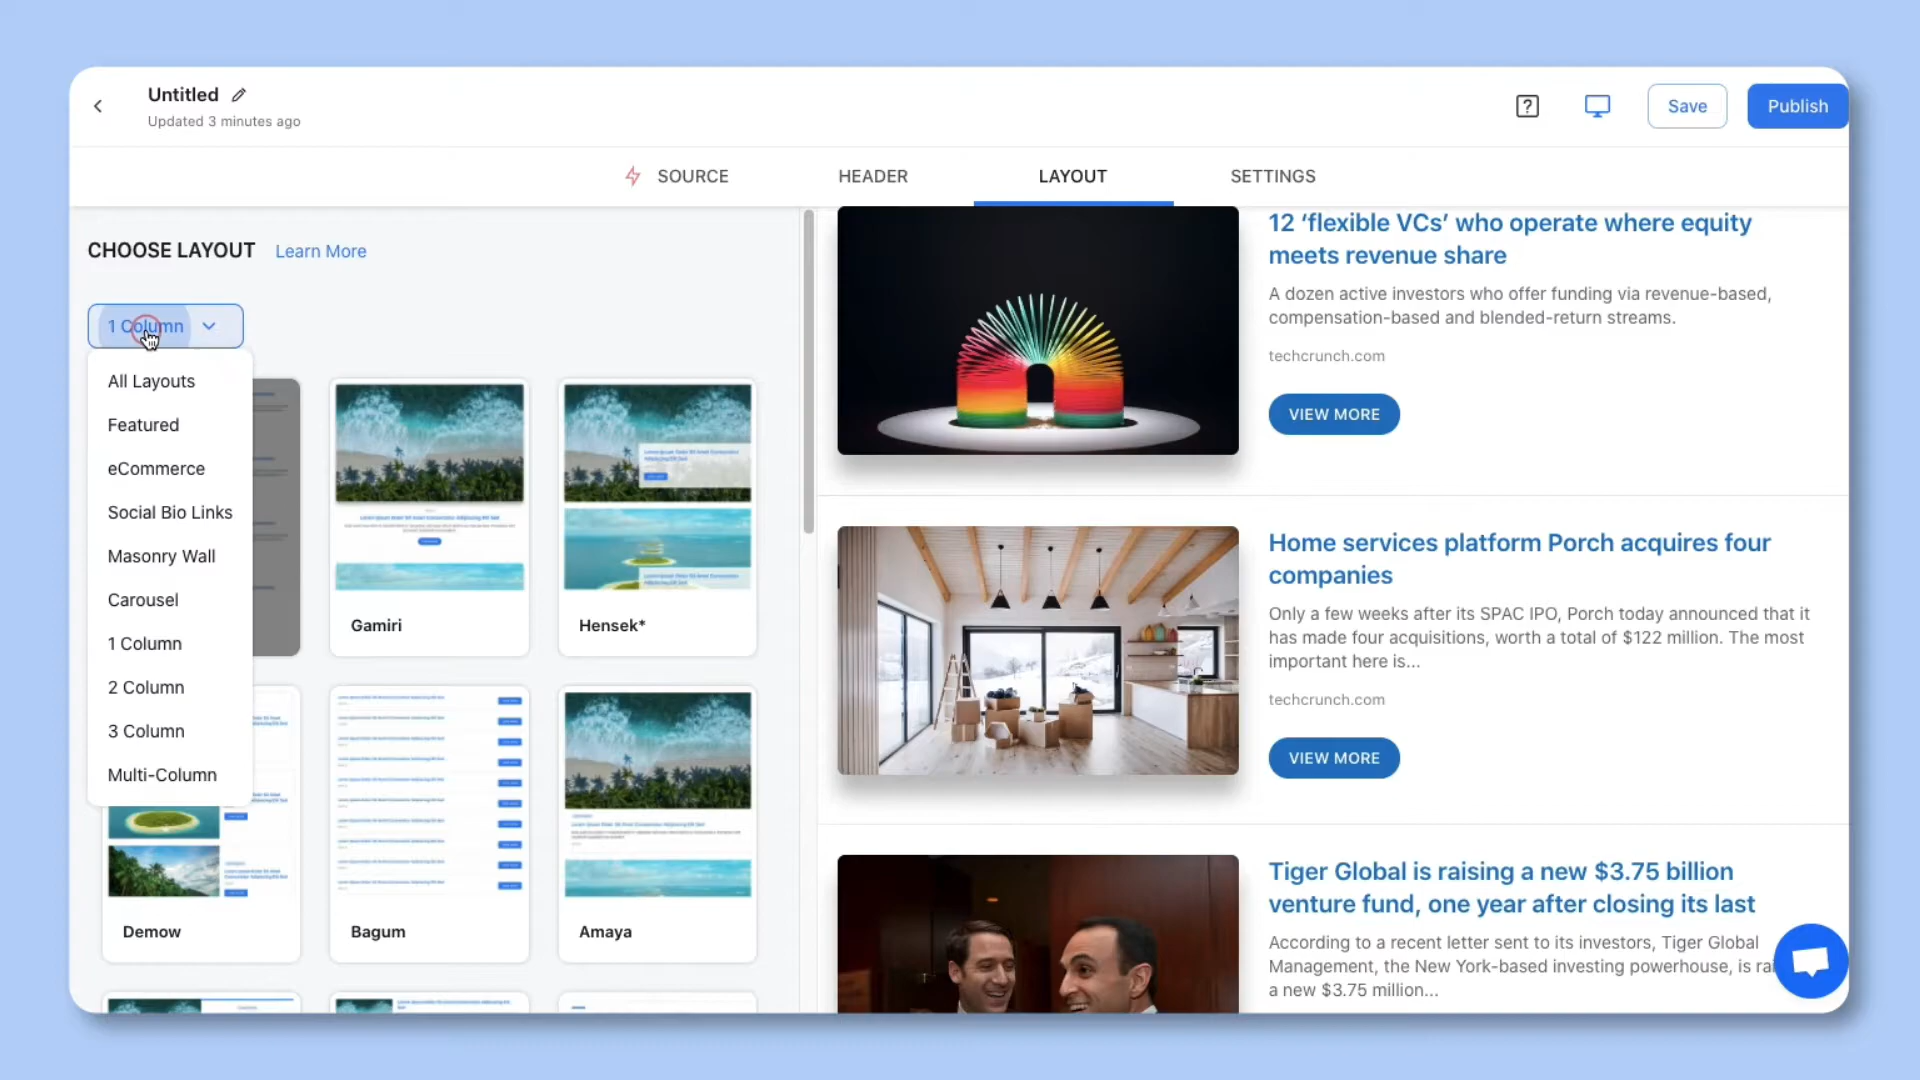 Untitled
Updated 3 minutes ago
?
Save
Publish
SOURCE
HEADER
LAYOUT
SETTINGS
CHOOSE LAYOUT
Learn More
1 Column
All Layouts
Featured
eCommerce
Social Bio Links
Masonry Wall
Carousel
1 Column
2 Column
3 Column
Multi-Column
Gamiri
Hensek*
Demow
Bagum
Amaya
12 ‘flexible VCs’ who operate where equity
meets revenue share
A dozen active investors who offer funding via revenue-based,
compensation-based and blended-return streams.
techcrunch.com
VIEW MORE
Home services platform Porch acquires four
companies
Only a few weeks after its SPAC IPO, Porch today announced that it
has made four acquisitions, worth a total of $122 million. The most
important here is...
techcrunch.com
VIEW MORE
Tiger Global is raising a new $3.75 billion
venture fund, one year after closing its last
According to a recent letter sent to its investors, Tiger Global
Management, the New York-based investing powerhouse, is
a new $3.75 million...